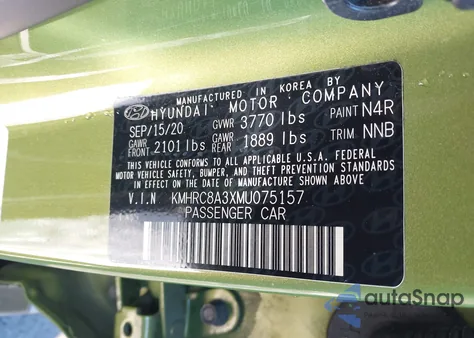 MANUFACTURED IN KOREA BY
HYUNDAI MOTOR COMPANY
SEP/15/20 GVWR 3770 lbs PAINT N4R
GAWR FRONT 2101 lbs GAWR REAR 1889 lbs TRIM NNB
THIS VEHICLE CONFORMS TO ALL APPLICABLE U.S.A. FEDERAL
MOTOR VEHICLE SAFETY, BUMPER, AND THEFT PREVENTION
STANDARDS IN EFFECT ON THE DATE OF MANUFACTURE SHOWN ABOVE.
V.I.N KMHRC8A3XMU075157
PASSENGER CAR
autoSnap